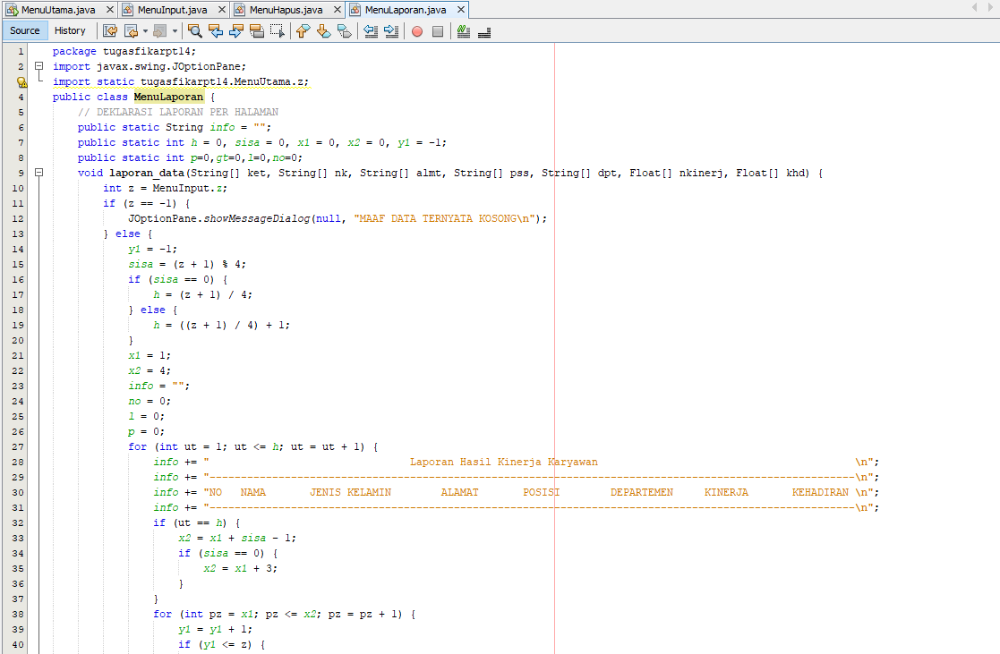 MenuUtama.java MenuInput.java MenuHapus.java MenuLaporan.java
Source History
1 package tugasfikarpt14;
2 import javax.swing.JOptionPane;
import static tugasfikarpt14.MenuUtama.z;
4 public class MenuLaporan {
5 // DEKLARASI LAPORAN PER HALAMAN
6 public static String info = "";
7 public static int h = 0, sisa = 0, x1 = 0, x2 = 0, y1 = -1;
8 public static int p=0,gt=0,l=0,no=0;
9 void laporan_data(String[] ket, String[] nk, String[] almt, String[] pss, String[] dpt, Float[] nkinerj, Float[] khd) {
10 int z = MenuInput.z;
11 if (z == -1) {
12 JOptionPane.showMessageDialog(null, "MAAF DATA TERNYATA KOSONG\n");
13 } else {
14 y1 = -1;
15 sisa = (z + 1) % 4;
16 if (sisa == 0) {
17 h = (z + 1) / 4;
18 } else {
19 h = ((z + 1) / 4) + 1;
20 }
21 x1 = 1;
22 x2 = 4;
23 info = "";
24 no = 0;
25 l = 0;
26 p = 0;
27 for (int ut = 1; ut <= h; ut = ut + 1) {
28 info += " Laporan Hasil Kinerja Karyawan \n";
29 info += "-------------------------------------------------------------------------------------------------------\n";
30 info += "NO NAMA JENIS KELAMIN ALAMAT POSISI DEPARTEMEN KINERJA KEHADIRAN \n";
31 info += "-------------------------------------------------------------------------------------------------------\n";
32 if (ut == h) {
33 x2 = x1 + sisa - 1;
34 if (sisa == 0) {
35 x2 = x1 + 3;
36 }
37 }
38 for (int pz = x1; pz <= x2; pz = pz + 1) {
39 y1 = y1 + 1;
40 if (y1 <= z) {